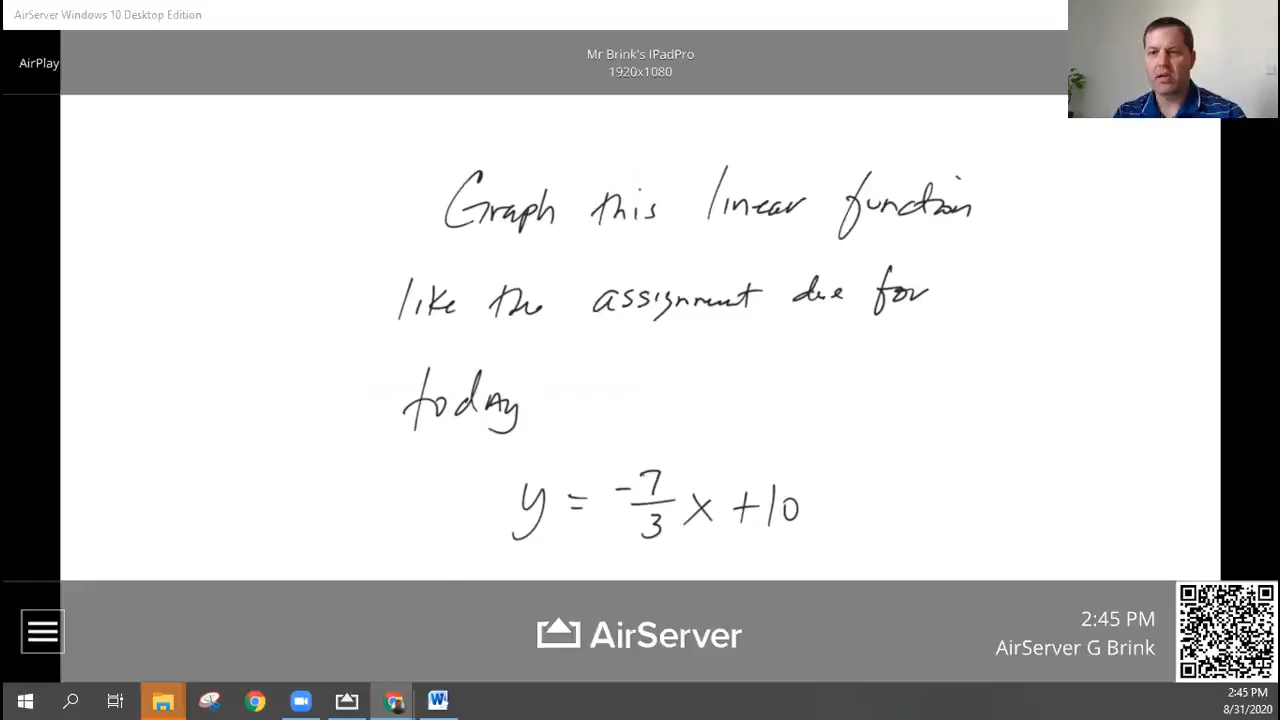 AirServer Windows 10 Desktop Edition
AirPlay
Mr Brink's IPadPro
1920x1080
Graph this linear function
like the assignment due for
today
y = -7/3 x + 10
AirServer
2:45 PM
AirServer G Brink
2:45 PM
8/31/2020